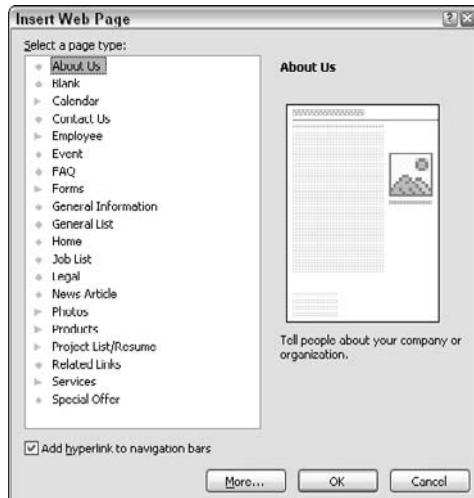 Insert Web Page
Select a page type:
About Us
Blank
Calendar
Contact Us
Employee
Event
FAQ
Forms
General Information
General List
Home
Job List
Legal
News Article
Photos
Products
Project List/Resume
Related Links
Services
Special Offer
About Us
Tell people about your company or
organization.
Add hyperlink to navigation bars
More...
OK
Cancel